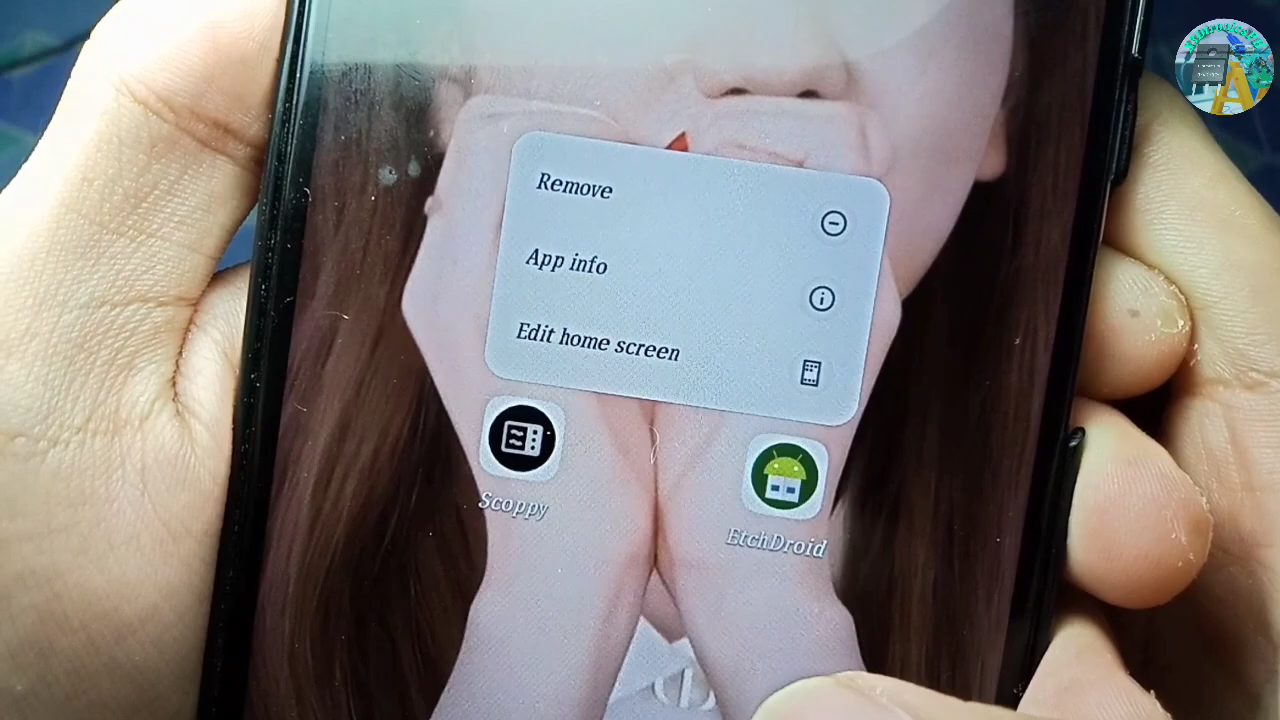 Remove
App info
Edit home screen
Scoppy
EtchDroid